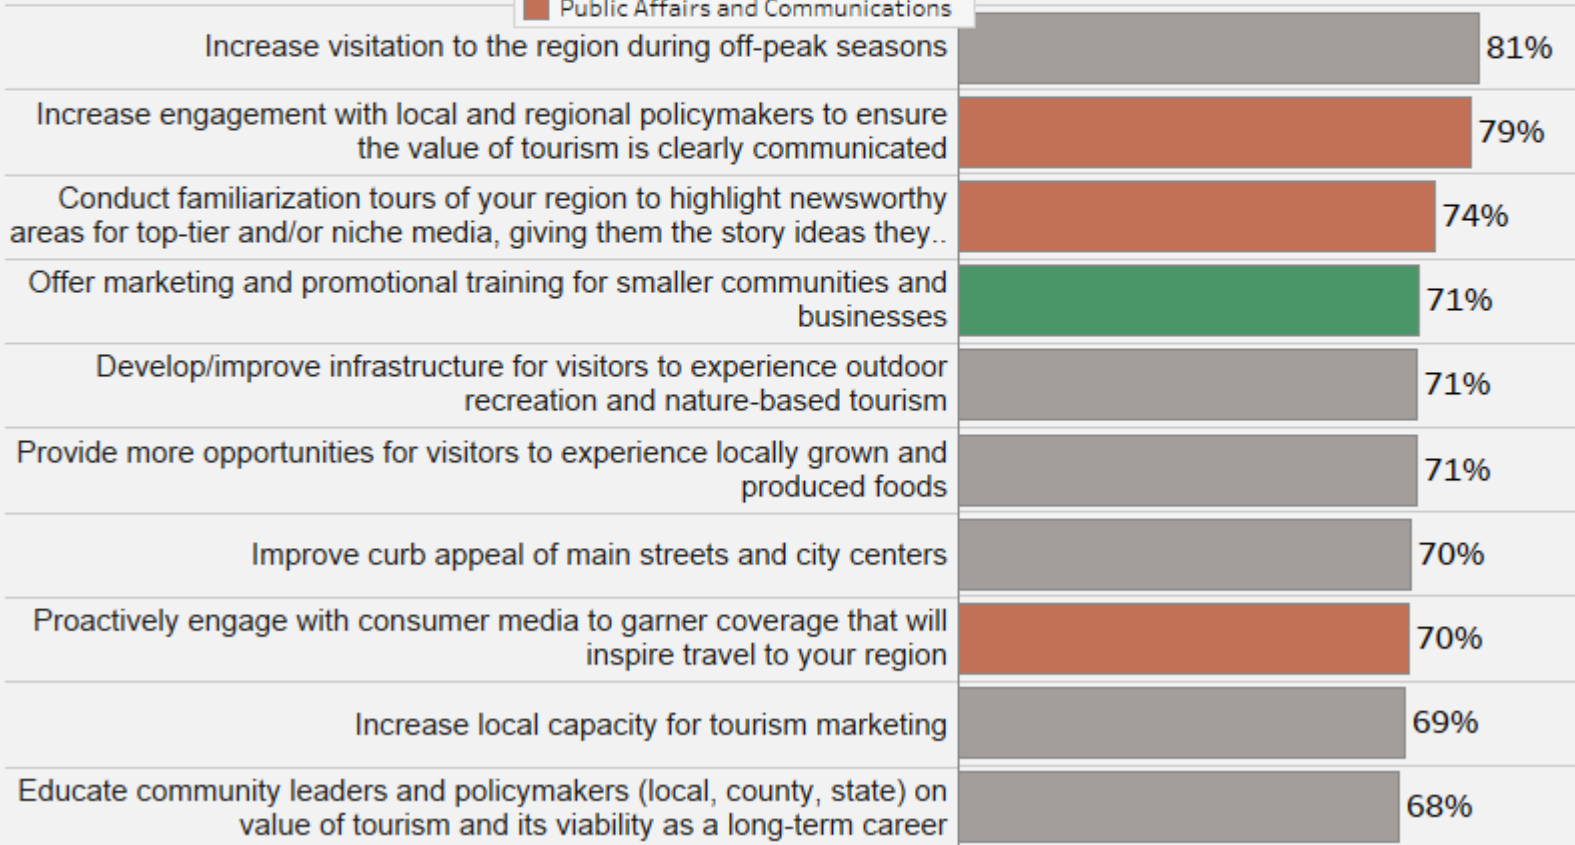 Public Affairs and Communications
Increase visitation to the region during off-peak seasons
81%
Increase engagement with local and regional policymakers to ensure
the value of tourism is clearly communicated
79%
Conduct familiarization tours of your region to highlight newsworthy
areas for top-tier and/or niche media, giving them the story ideas they..
74%
Offer marketing and promotional training for smaller communities and
businesses
71%
Develop/improve infrastructure for visitors to experience outdoor
recreation and nature-based tourism
71%
Provide more opportunities for visitors to experience locally grown and
produced foods
71%
Improve curb appeal of main streets and city centers
70%
Proactively engage with consumer media to garner coverage that will
inspire travel to your region
70%
Increase local capacity for tourism marketing
69%
Educate community leaders and policymakers (local, county, state) on
value of tourism and its viability as a long-term career
68%